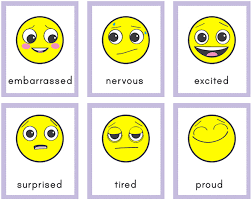 embarrassed
nervous
excited
surprised
tired
proud